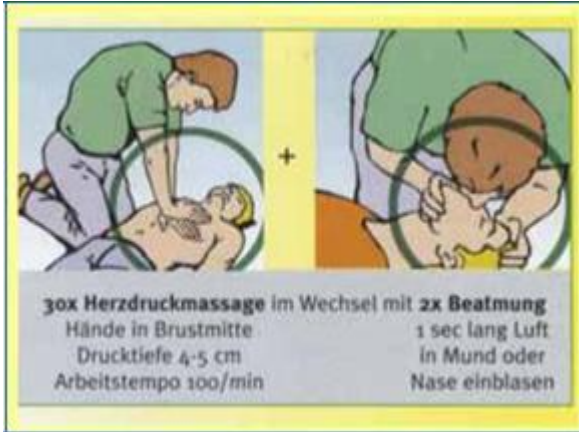 +
30x Herzdruckmassage im Wechsel mit 2x Beatmung
Hände in Brustmitte
Drucktiefe 4-5 cm
Arbeitstempo 100/min
1 sec lang Luft
in Mund oder
Nase einblasen